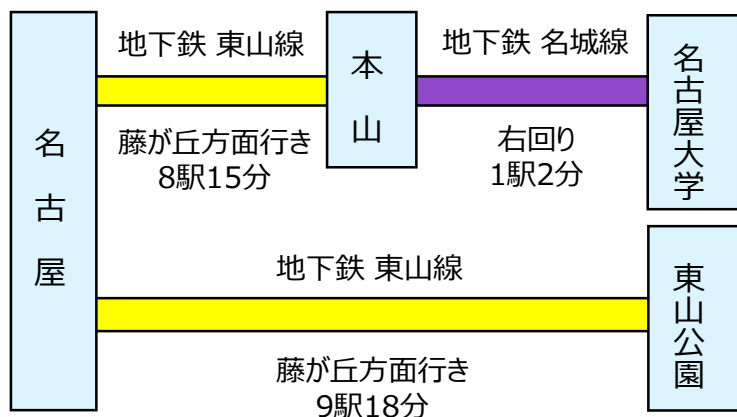 名古屋
地下鉄 東山線
藤が丘方面行き
8駅15分
本山
地下鉄 名城線
右回り
1駅2分
名古屋大学
地下鉄 東山線
藤が丘方面行き
9駅18分
東山公園